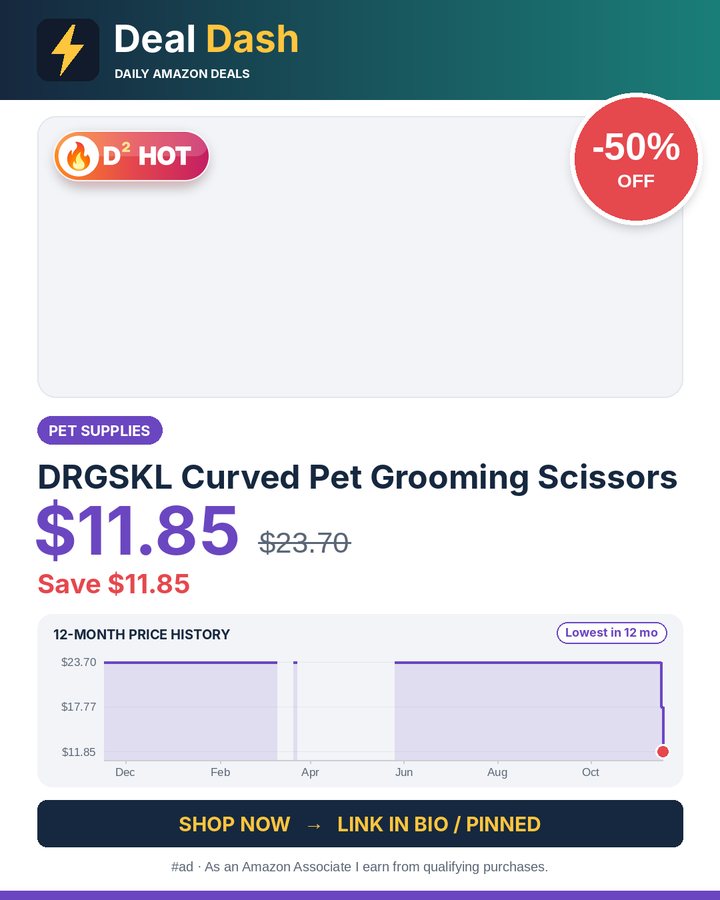 Deal Dash
DAILY AMAZON DEALS
D² HOT
-50%
OFF
PET SUPPLIES
DRGSKL Curved Pet Grooming Scissors
$11.85 $23.70
Save $11.85
12-MONTH PRICE HISTORY
Lowest in 12 mo
$23.70
$17.77
$11.85
Dec Feb Apr Jun Aug Oct
SHOP NOW → LINK IN BIO / PINNED
#ad · As an Amazon Associate I earn from qualifying purchases.